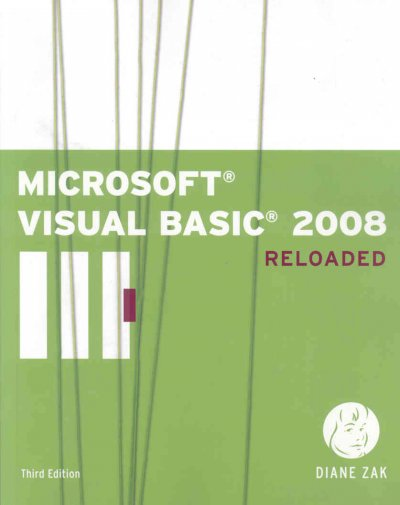 MICROSOFT®
VISUAL BASIC® 2008
RELOADED
Third Edition
DIANE ZAK